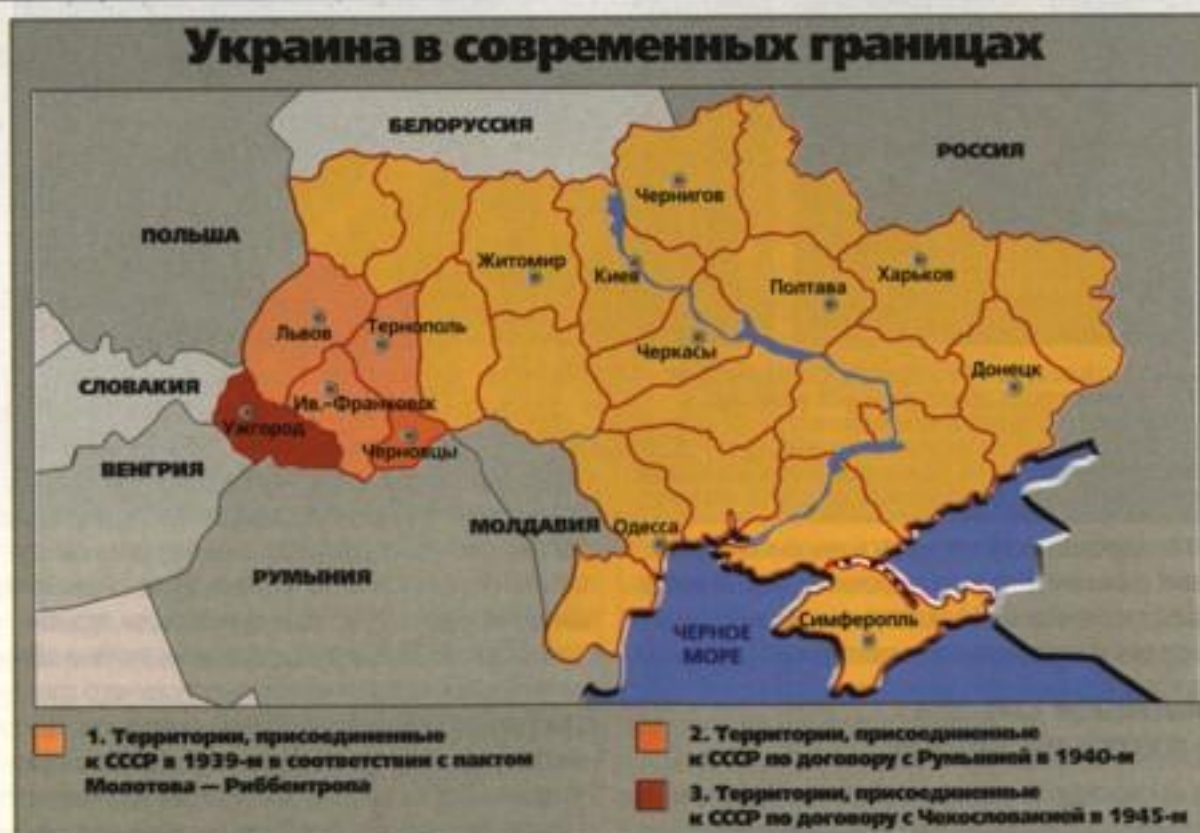 Украина в современных границах
БЕЛОРУССИЯ
РОССИЯ
Чернигов
ПОЛЬША
Житомир
Киев
Харьков
Полтава
Львов
Тернополь
Черкасы
Донецк
СЛОВАКИЯ
Ив.-Франковск
Ужгород
Черновцы
ВЕНГРИЯ
МОЛДАВИЯ
Одесса
РУМЫНИЯ
Симферопль
ЧЕРНОЕ
МОРЕ
1. Территории, присоединенные
к СССР в 1939-м в соответствии с пактом
Молотова — Риббентропа
2. Территории, присоединенные
к СССР по договору с Румынией в 1940-м
3. Территории, присоединенные
к СССР по договору с Чехословакией в 1945-м